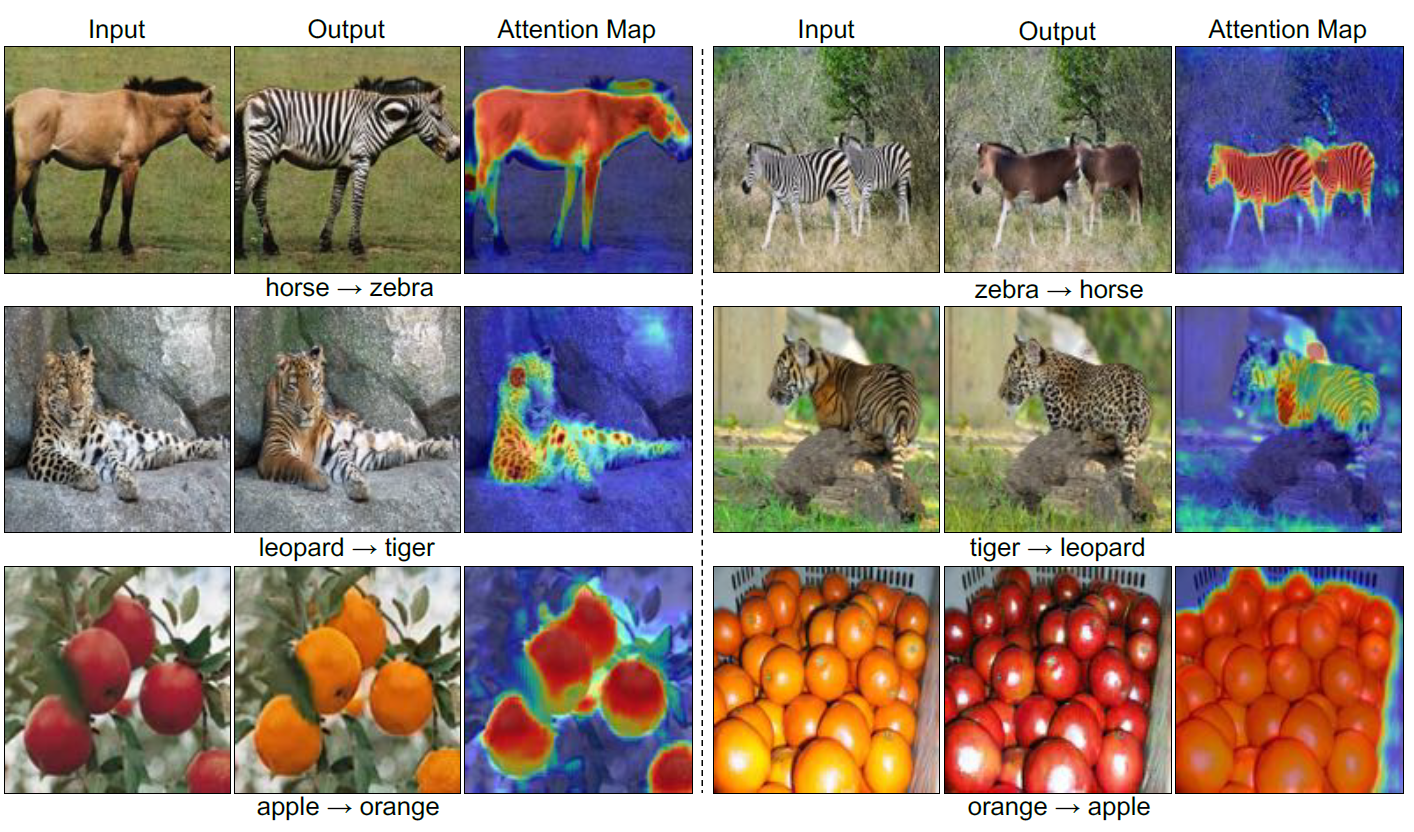 Input Output Attention Map Input Output Attention Map
horse → zebra zebra → horse
leopard → tiger tiger → leopard
apple → orange orange → apple